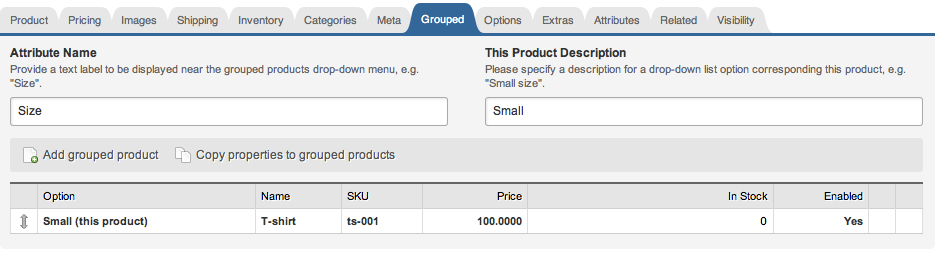 Product Pricing Images Shipping Inventory Categories Meta Grouped Options Extras Attributes Related Visibility
Attribute Name
Provide a text label to be displayed near the grouped products drop-down menu, e.g.
"Size".
Size
This Product Description
Please specify a description for a drop-down list option corresponding this product, e.g.
"Small size".
Small
Add grouped product Copy properties to grouped products
Option Name SKU Price In Stock Enabled
Small (this product) T-shirt ts-001 100.0000 0 Yes